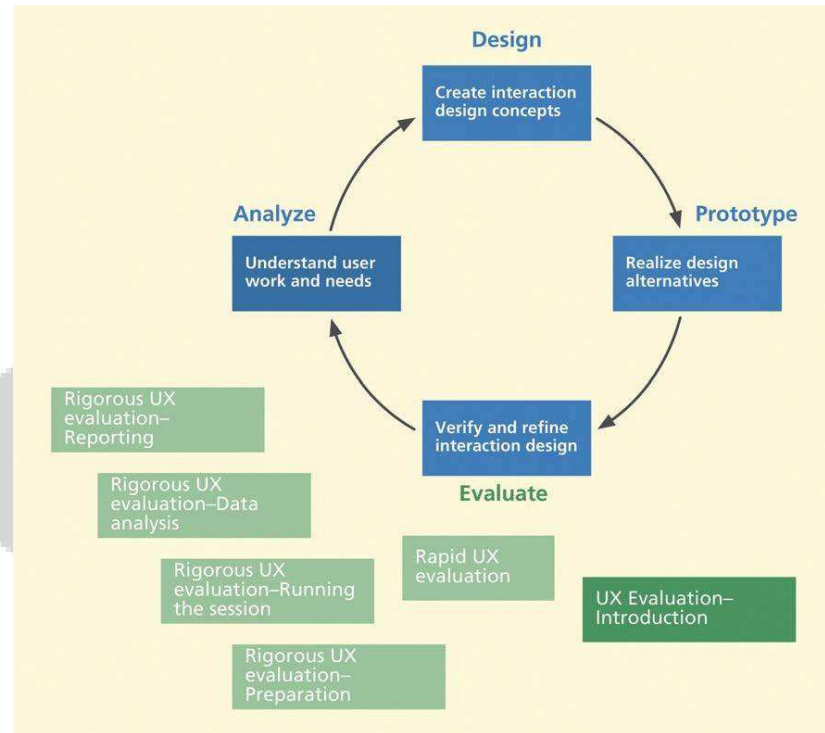 Design
Create interaction
design concepts
Analyze
Prototype
Understand user
work and needs
Realize design
alternatives
Verify and refine
interaction design
Evaluate
Rigorous UX
evaluation–
Reporting
Rigorous UX
evaluation–Data
analysis
Rigorous UX
evaluation–Running
the session
Rigorous UX
evaluation–
Preparation
Rapid UX
evaluation
UX Evaluation–
Introduction